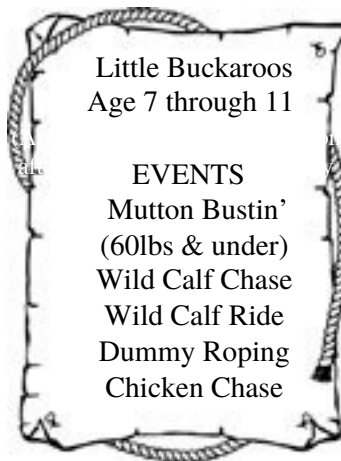 Little Buckaroos
Age 7 through 11
EVENTS
Mutton Bustin’
(60lbs & under)
Wild Calf Chase
Wild Calf Ride
Dummy Roping
Chicken Chase